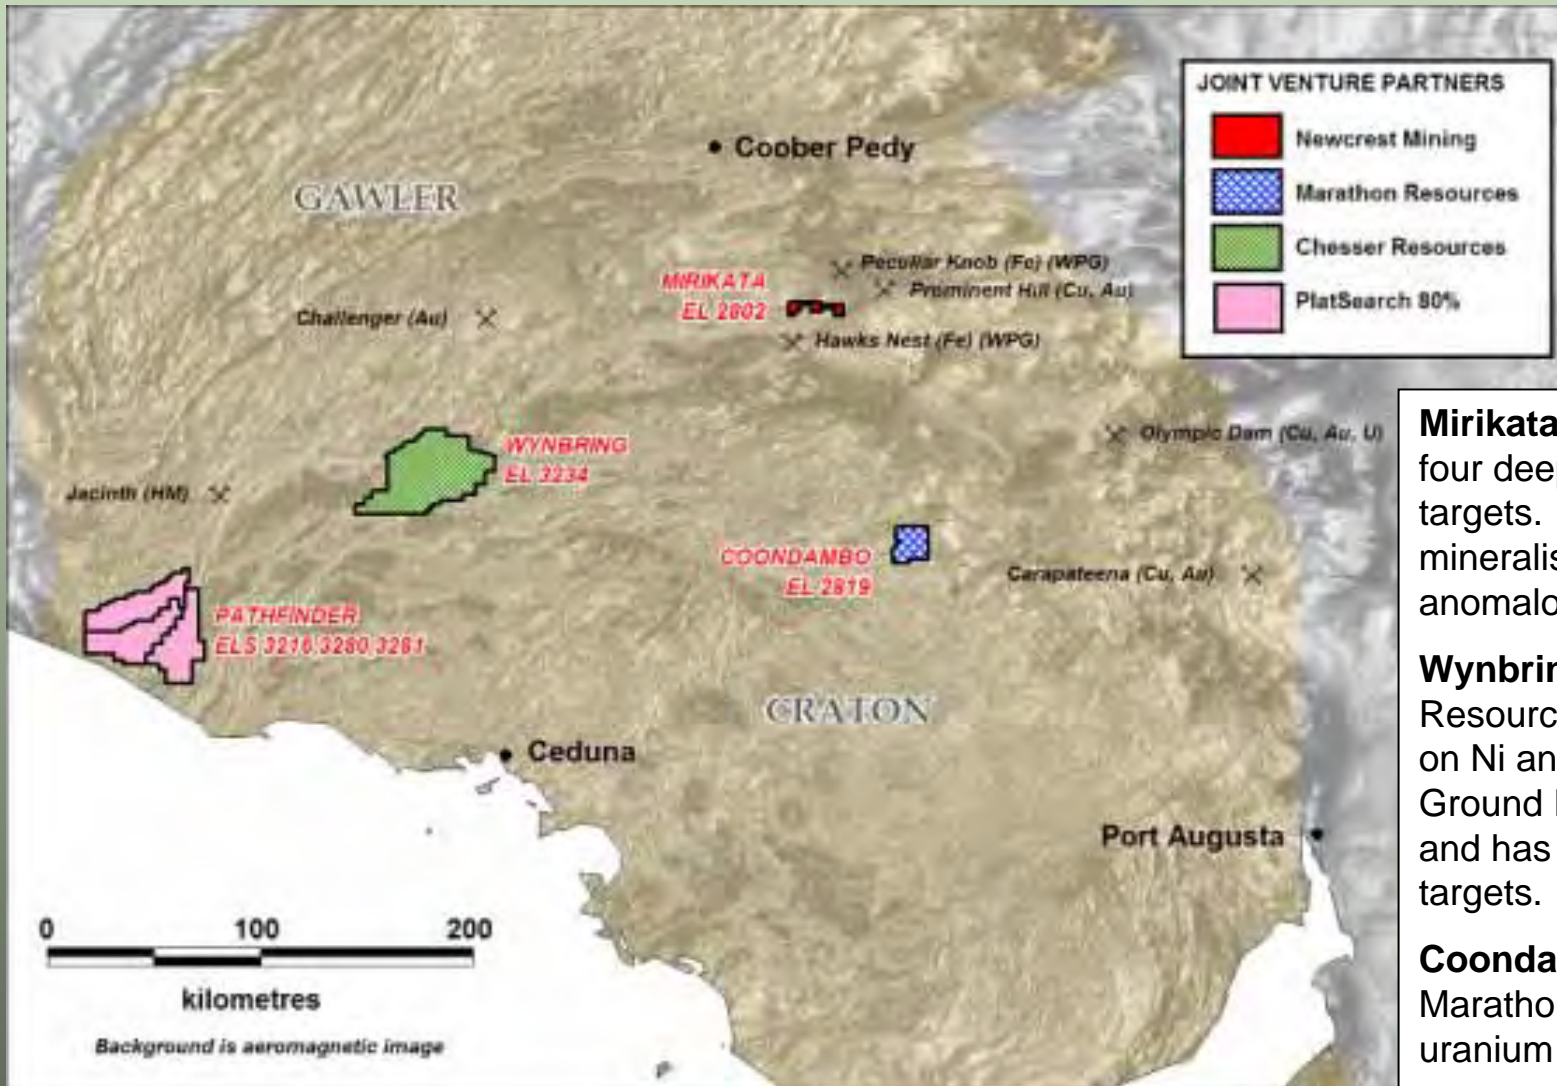 JOINT VENTURE PARTNERS
Newcrest Mining
Marathon Resources
Chesser Resources
PlatSearch 80%
Coober Pedy
GAWLER
Peculiar Knob (Fe) (WPG)
MIRIKATA
EL 2802
Prominent Hill (Cu, Au)
Challenger (Au)
Hawks Nest (Fe) (WPG)
WYNBRING
EL 3234
Olympic Dam (Cu, Au, U)
Jacinth (HM)
COONDAMBO
EL 2819
Carapateena (Cu, Au)
PATHFINDER
ELS 3216,3280,3281
CRATON
Ceduna
Port Augusta
0 100 200
kilometres
Background is aeromagnetic image
Mirikata
four deep
targets.
mineralis
anomalo
Wynbrin
Resourc
on Ni an
Ground
and has
targets.
Coonda
Maratho
uranium